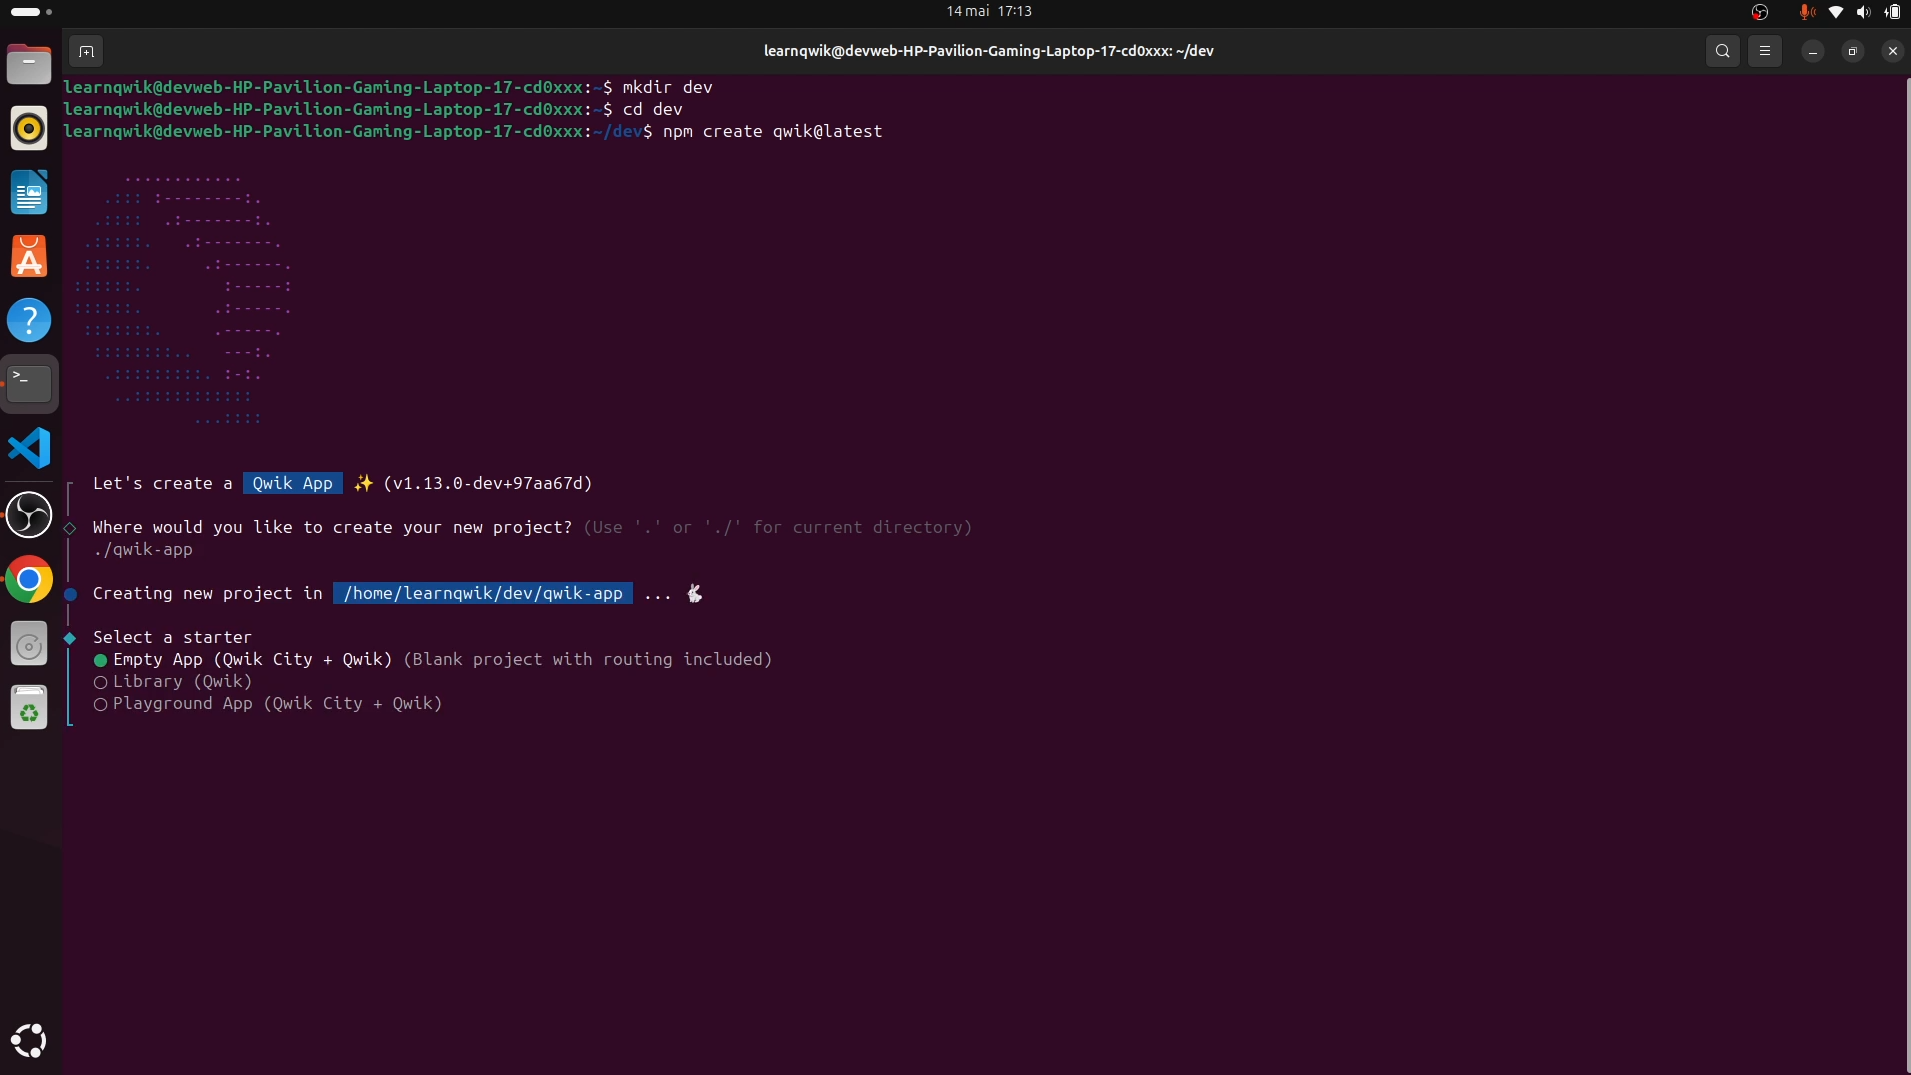 14 mai 17:13
learnqwik@devweb-HP-Pavilion-Gaming-Laptop-17-cd0xxx: ~/dev
learnqwik@devweb-HP-Pavilion-Gaming-Laptop-17-cd0xxx:~$ mkdir dev
learnqwik@devweb-HP-Pavilion-Gaming-Laptop-17-cd0xxx:~$ cd dev
learnqwik@devweb-HP-Pavilion-Gaming-Laptop-17-cd0xxx:~/dev$ npm create qwik@latest
Let's create a Qwik App ✨ (v1.13.0-dev+97aa67d)
Where would you like to create your new project? (Use '.' or './' for current directory)
./qwik-app
Creating new project in /home/learnqwik/dev/qwik-app ... 🐇
Select a starter
Empty App (Qwik City + Qwik) (Blank project with routing included)
Library (Qwik)
Playground App (Qwik City + Qwik)